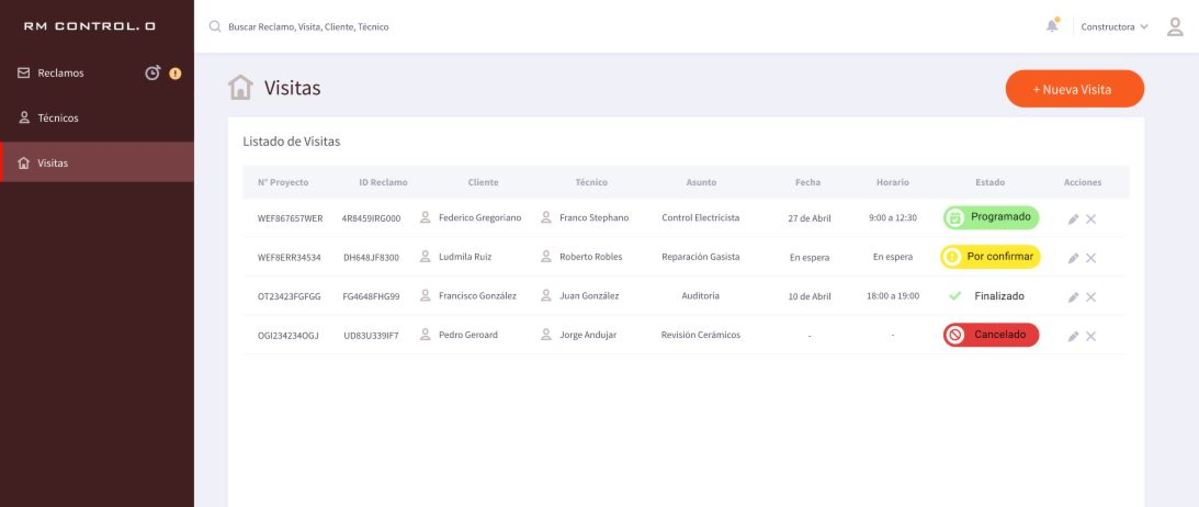 RM CONTROL. O
Buscar Reclamo, Visita, Cliente, Técnico
Constructora
Reclamos
Técnicos
Visitas
Visitas
+ Nueva Visita
Listado de Visitas
N° Proyecto ID Reclamo Cliente Técnico Asunto Fecha Horario Estado Acciones
WEF867657WER 4R8459IRG000 Federico Gregoriano Franco Stephano Control Electricista 27 de Abril 9:00 a 12:30 Programado
WEF8ERR34534 DH648JF8300 Ludmila Ruiz Roberto Robles Reparación Gasista En espera En espera Por confirmar
OT23423FGFGG FG4648FHG99 Francisco González Juan González Auditoria 10 de Abril 18:00 a 19:00 Finalizado
OGI234234OGJ UD83U339IF7 Pedro Geroard Jorge Andujar Revisión Cerámicos - - Cancelado